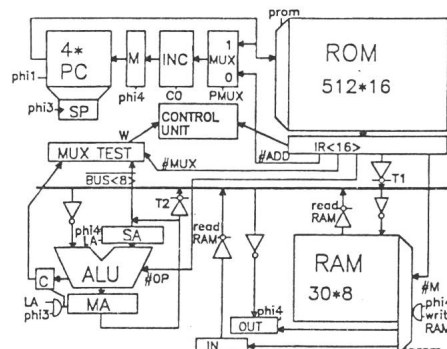 prom
4*
PC
M
INC
1
MUX
0
ROM
512*16
phi1
phi3
SP
phi4
CO
PMUX
CONTROL
UNIT
W
MUX TEST
IR<16>
#MUX
#ADD
BUS<8>
T1
T2
read
RAM
read
RAM
phi4
LA
SA
ALU
#OP
RAM
30*8
C
LA
phi3
MA
phi4
OUT
IN
#M
phi4
write
RAM